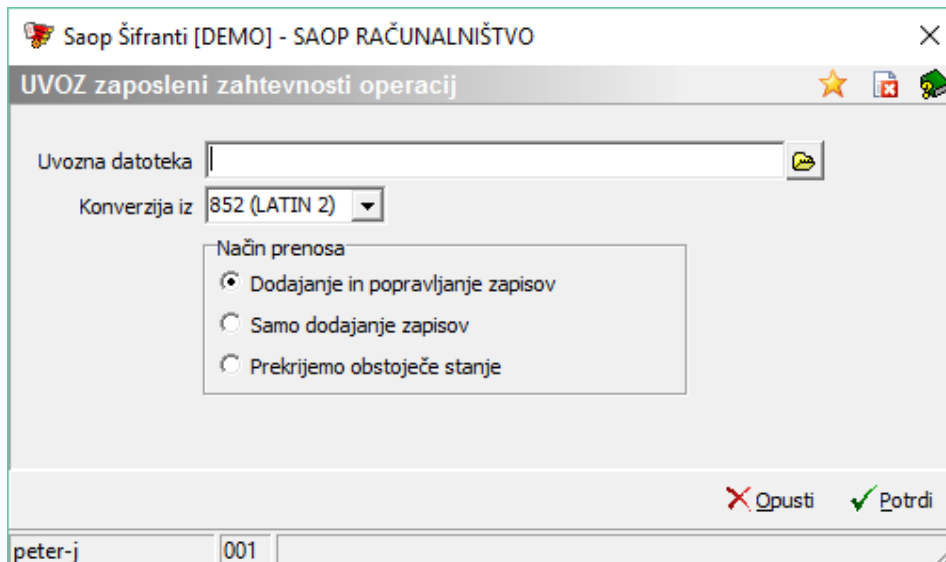 Saop Šifranti [DEMO] - SAOP RAČUNALNIŠTVO
UVOZ zaposleni zahtevnosti operacij
Uvozna datoteka
Konverzija iz 852 (LATIN 2)
Način prenosa
Dodajanje in popravljanje zapisov
Samo dodajanje zapisov
Prekrijemo obstoječe stanje
Opusti Potrdi
peter-j 001